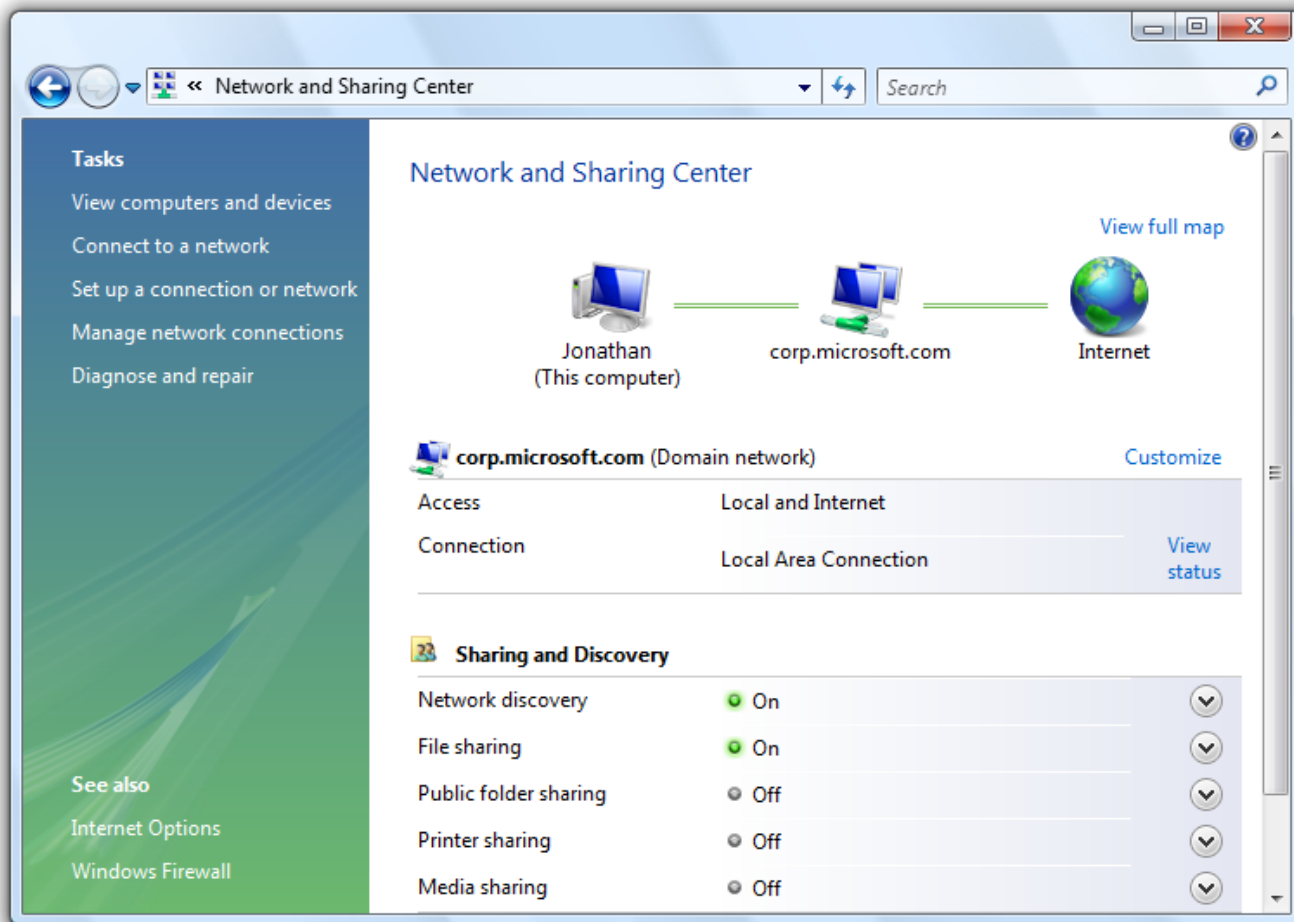 « Network and Sharing Center
Search
Tasks
View computers and devices
Connect to a network
Set up a connection or network
Manage network connections
Diagnose and repair
See also
Internet Options
Windows Firewall
Network and Sharing Center
View full map
Jonathan
(This computer)
corp.microsoft.com
Internet
corp.microsoft.com (Domain network) Customize
Access Local and Internet
Connection Local Area Connection View
status
Sharing and Discovery
Network discovery On
File sharing On
Public folder sharing Off
Printer sharing Off
Media sharing Off